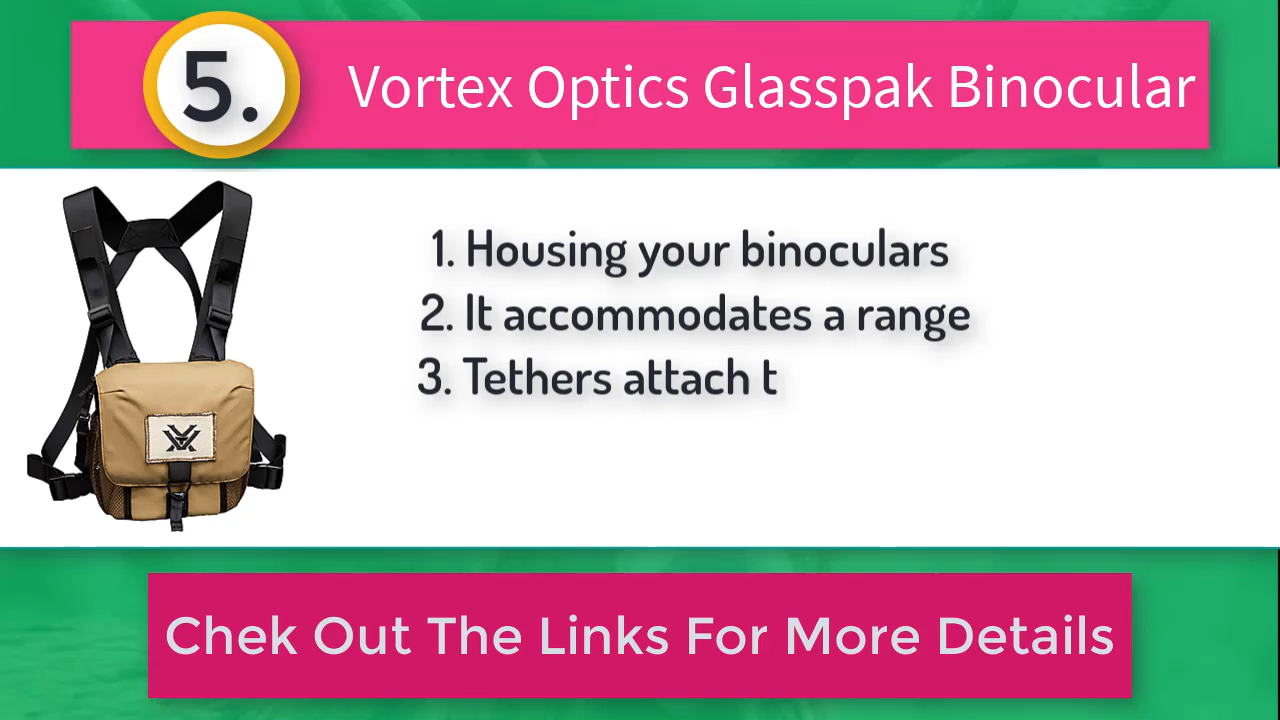 5.
Vortex Optics Glasspak Binocular
1. Housing your binoculars
2. It accommodates a range
3. Tethers attach t
Chek Out The Links For More Details